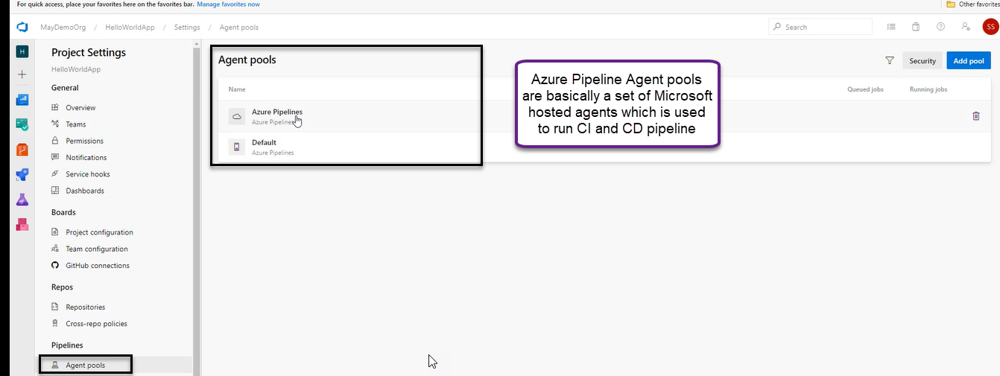 For quick access, place your favorites here on the favorites bar. Manage favorites now
Other favorites
MayDemoOrg / HelloWorldApp / Settings / Agent pools
Search
SS
H
Project Settings
HelloWorldApp
General
Overview
Teams
Permissions
Notifications
Service hooks
Dashboards
Boards
Project configuration
Team configuration
GitHub connections
Repos
Repositories
Cross-repo policies
Pipelines
Agent pools
Agent pools
Security
Add pool
Name
Queued jobs
Running jobs
Azure Pipelines
Azure Pipelines
Default
Azure Pipelines
Azure Pipeline Agent pools
are basically a set of Microsoft
hosted agents which is used
to run CI and CD pipeline